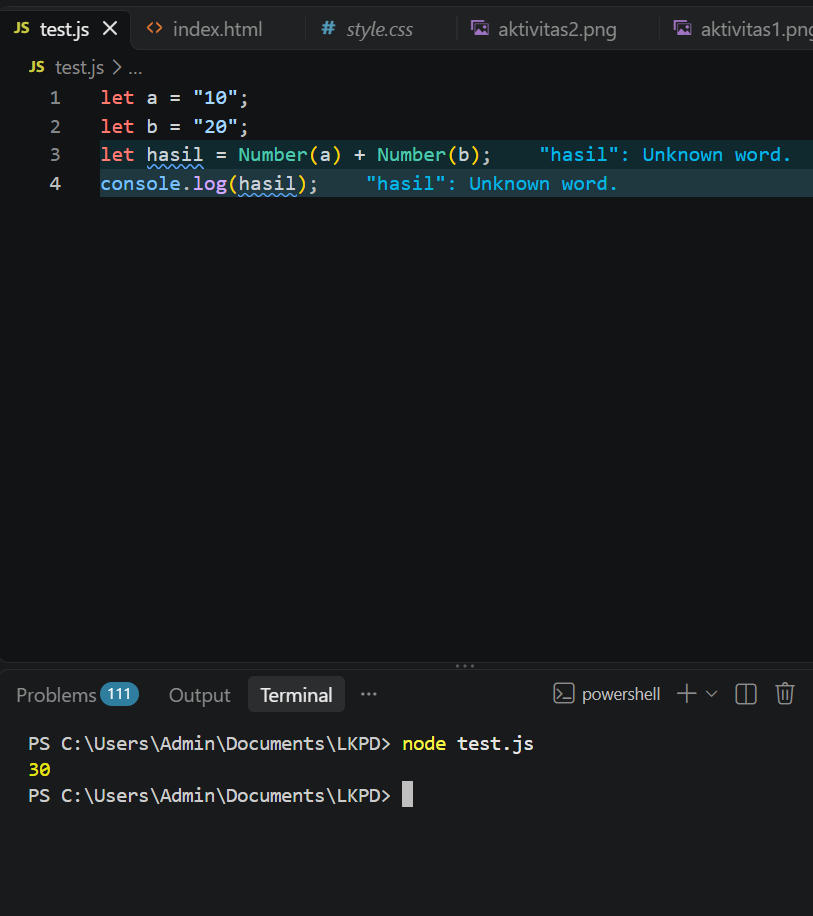 JS test.js × <> index.html # style.css aktivitas2.png aktivitas1.png
JS test.js > ...
1 let a = "10";
2 let b = "20";
3 let hasil = Number(a) + Number(b); "hasil": Unknown word.
4 console.log(hasil); "hasil": Unknown word.
Problems 111 Output Terminal ... powershell
PS C:\Users\Admin\Documents\LKPD> node test.js
30
PS C:\Users\Admin\Documents\LKPD>